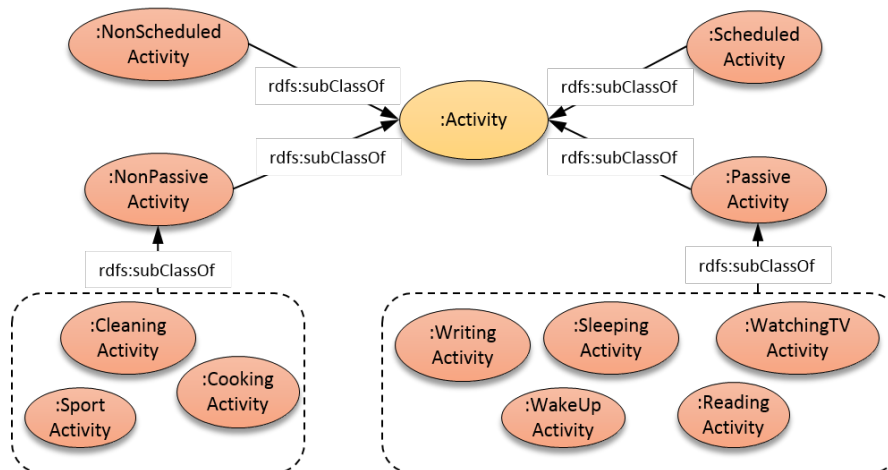 :NonScheduled
Activity
:Scheduled
Activity
rdfs:subClassOf
rdfs:subClassOf
:Activity
rdfs:subClassOf
rdfs:subClassOf
:NonPassive
Activity
:Passive
Activity
rdfs:subClassOf
rdfs:subClassOf
:Cleaning
Activity
:Cooking
Activity
:Sport
Activity
:Writing
Activity
:Sleeping
Activity
:WatchingTV
Activity
:WakeUp
Activity
:Reading
Activity